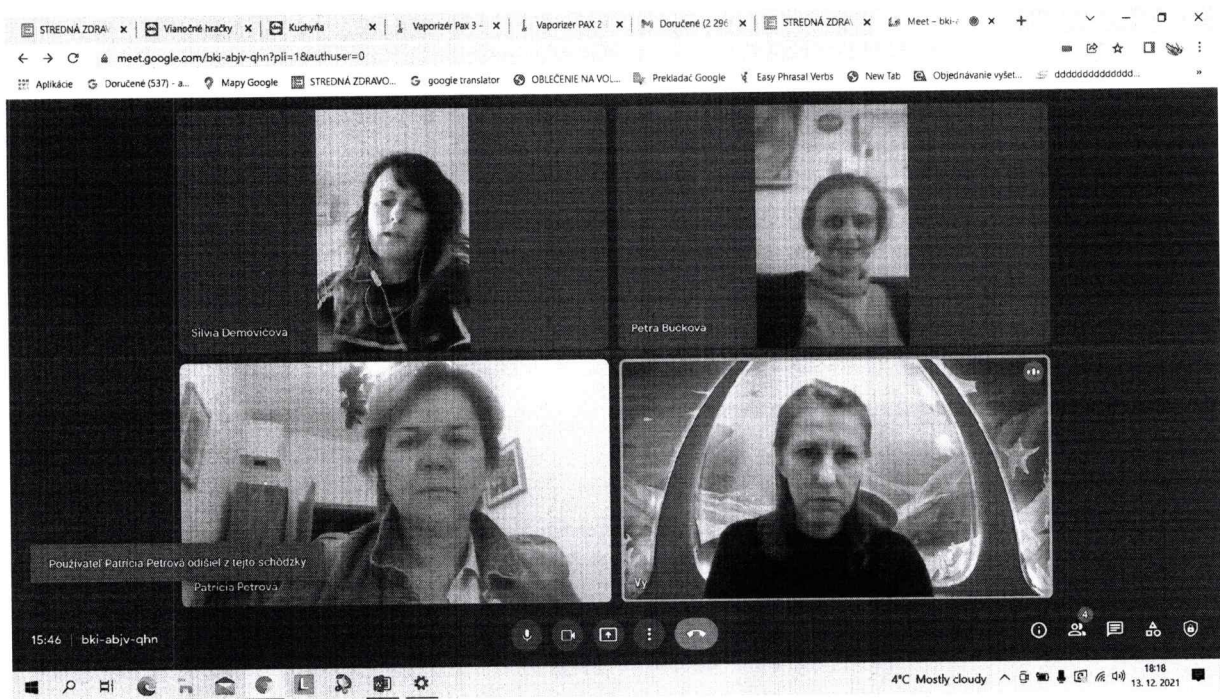 STREDNÁ ZDRAV
Vianočné hračky
Kuchyňa
Vaporizér Pax 3 -
Vaporizér PAX 2
Doručené (2 296
STREDNÁ ZDRAV
Meet – bki-a
meet.google.com/bki-abjv-qhn?pli=1&authuser=0
Aplikácie
Doručené (537) - a...
Mapy Google
STREDNÁ ZDRAVO...
google translator
OBLEČENIE NA VOL...
Prekladač Google
Easy Phrasal Verbs
New Tab
Objednávanie vyšet...
dddddddddddddd...
»
Silvia Demovičová
Petra Bucková
Používateľ Patrícia Petrová odišiel z tejto schôdzky
Patrícia Petrová
Vy
15:46 | bki-abjv-qhn
4
4°C Mostly cloudy
18:18
13. 12. 2021